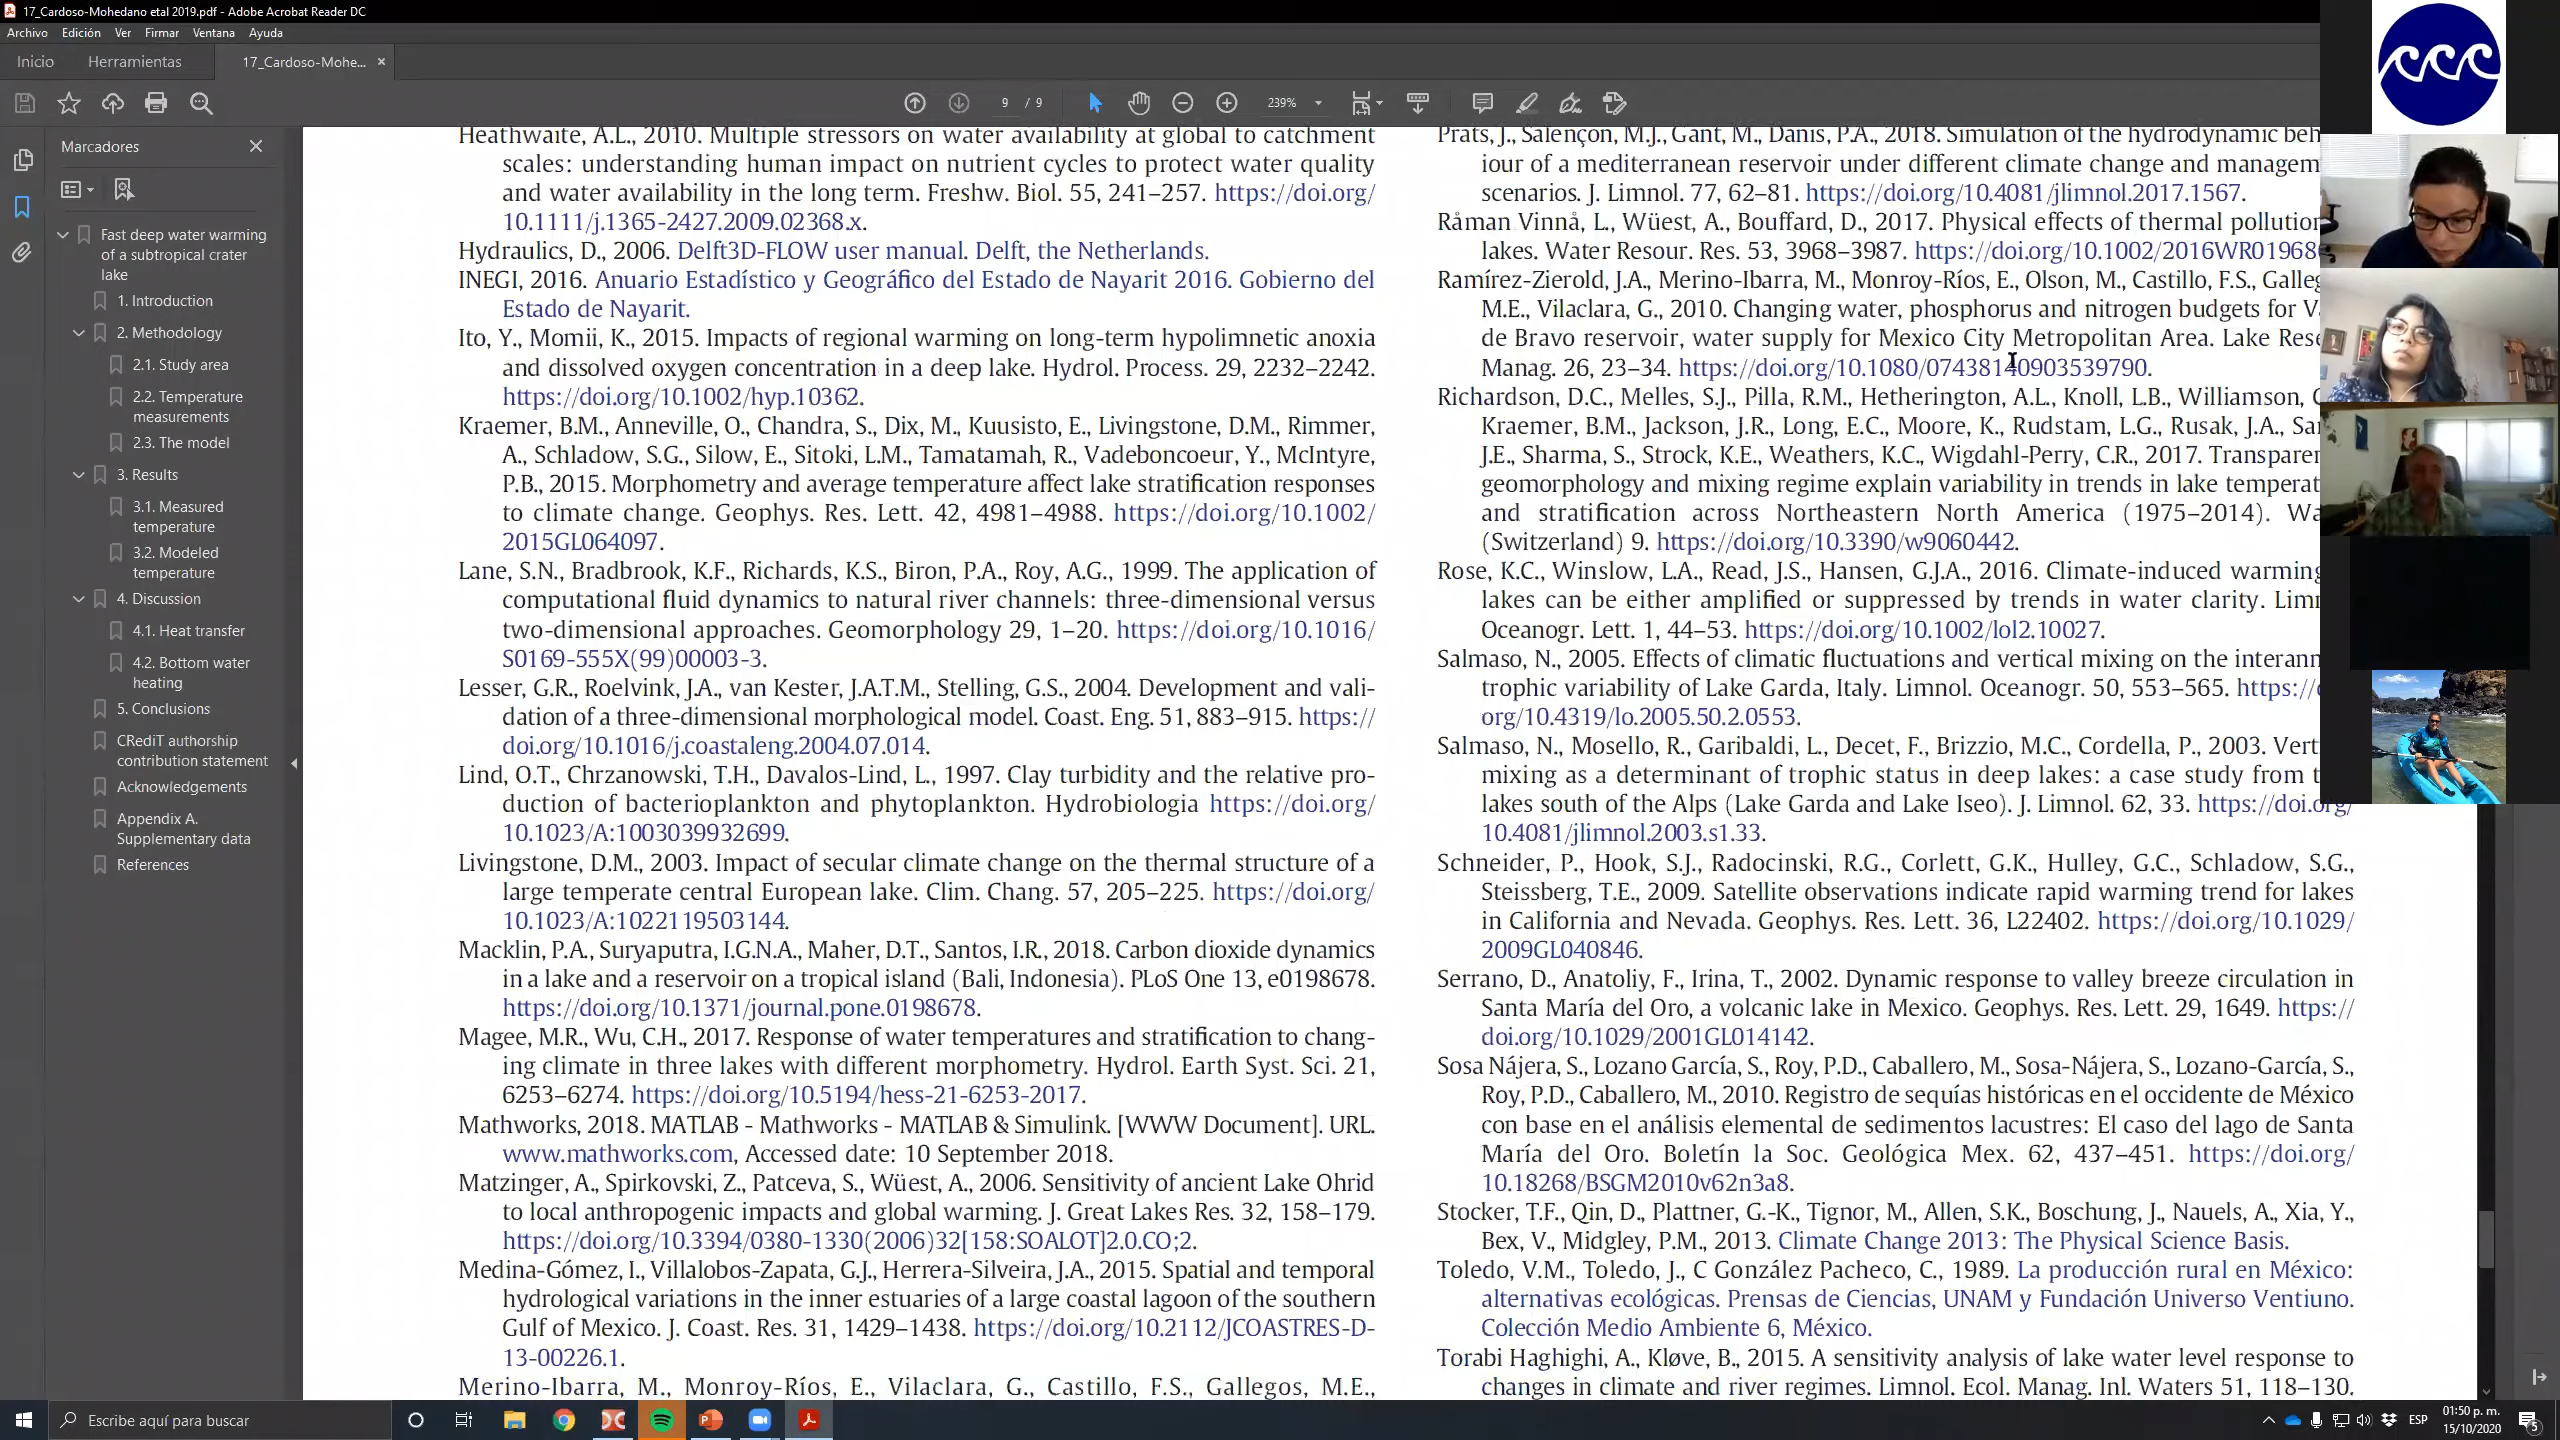 17_Cardoso-Mohedano etal 2019.pdf - Adobe Acrobat Reader DC
Archivo Edición Ver Firmar Ventana Ayuda
Inicio Herramientas 17_Cardoso-Mohe... ×
9 / 9 239%
Marcadores
Fast deep water warming
of a subtropical crater
lake
1. Introduction
2. Methodology
2.1. Study area
2.2. Temperature
measurements
2.3. The model
3. Results
3.1. Measured
temperature
3.2. Modeled
temperature
4. Discussion
4.1. Heat transfer
4.2. Bottom water
heating
5. Conclusions
CRediT authorship
contribution statement
Acknowledgements
Appendix A.
Supplementary data
References
Heathwaite, A.L., 2010. Multiple stressors on water availability at global to catchment
scales: understanding human impact on nutrient cycles to protect water quality
and water availability in the long term. Freshw. Biol. 55, 241–257. https://doi.org/
10.1111/j.1365-2427.2009.02368.x.
Hydraulics, D., 2006. Delft3D-FLOW user manual. Delft, the Netherlands.
INEGI, 2016. Anuario Estadístico y Geográfico del Estado de Nayarit 2016. Gobierno del
Estado de Nayarit.
Ito, Y., Momii, K., 2015. Impacts of regional warming on long-term hypolimnetic anoxia
and dissolved oxygen concentration in a deep lake. Hydrol. Process. 29, 2232–2242.
https://doi.org/10.1002/hyp.10362.
Kraemer, B.M., Anneville, O., Chandra, S., Dix, M., Kuusisto, E., Livingstone, D.M., Rimmer,
A., Schladow, S.G., Silow, E., Sitoki, L.M., Tamatamah, R., Vadeboncoeur, Y., McIntyre,
P.B., 2015. Morphometry and average temperature affect lake stratification responses
to climate change. Geophys. Res. Lett. 42, 4981–4988. https://doi.org/10.1002/
2015GL064097.
Lane, S.N., Bradbrook, K.F., Richards, K.S., Biron, P.A., Roy, A.G., 1999. The application of
computational fluid dynamics to natural river channels: three-dimensional versus
two-dimensional approaches. Geomorphology 29, 1–20. https://doi.org/10.1016/
S0169-555X(99)00003-3.
Lesser, G.R., Roelvink, J.A., van Kester, J.A.T.M., Stelling, G.S., 2004. Development and vali-
dation of a three-dimensional morphological model. Coast. Eng. 51, 883–915. https://
doi.org/10.1016/j.coastaleng.2004.07.014.
Lind, O.T., Chrzanowski, T.H., Davalos-Lind, L., 1997. Clay turbidity and the relative pro-
duction of bacterioplankton and phytoplankton. Hydrobiologia https://doi.org/
10.1023/A:1003039932699.
Livingstone, D.M., 2003. Impact of secular climate change on the thermal structure of a
large temperate central European lake. Clim. Chang. 57, 205–225. https://doi.org/
10.1023/A:1022119503144.
Macklin, P.A., Suryaputra, I.G.N.A., Maher, D.T., Santos, I.R., 2018. Carbon dioxide dynamics
in a lake and a reservoir on a tropical island (Bali, Indonesia). PLoS One 13, e0198678.
https://doi.org/10.1371/journal.pone.0198678.
Magee, M.R., Wu, C.H., 2017. Response of water temperatures and stratification to chang-
ing climate in three lakes with different morphometry. Hydrol. Earth Syst. Sci. 21,
6253–6274. https://doi.org/10.5194/hess-21-6253-2017.
Mathworks, 2018. MATLAB - Mathworks - MATLAB & Simulink. [WWW Document]. URL.
www.mathworks.com, Accessed date: 10 September 2018.
Matzinger, A., Spirkovski, Z., Patceva, S., Wüest, A., 2006. Sensitivity of ancient Lake Ohrid
to local anthropogenic impacts and global warming. J. Great Lakes Res. 32, 158–179.
https://doi.org/10.3394/0380-1330(2006)32[158:SOALOT]2.0.CO;2.
Medina-Gómez, I., Villalobos-Zapata, G.J., Herrera-Silveira, J.A., 2015. Spatial and temporal
hydrological variations in the inner estuaries of a large coastal lagoon of the southern
Gulf of Mexico. J. Coast. Res. 31, 1429–1438. https://doi.org/10.2112/JCOASTRES-D-
13-00226.1.
Merino-Ibarra, M., Monroy-Ríos, E., Vilaclara, G., Castillo, F.S., Gallegos, M.E.,
Prats, J., Salençon, M.J., Gant, M., Danis, P.A., 2018. Simulation of the hydrodynamic beh
iour of a mediterranean reservoir under different climate change and managem
scenarios. J. Limnol. 77, 62–81. https://doi.org/10.4081/jlimnol.2017.1567.
Råman Vinnå, L., Wüest, A., Bouffard, D., 2017. Physical effects of thermal pollution
lakes. Water Resour. Res. 53, 3968–3987. https://doi.org/10.1002/2016WR01968
Ramírez-Zierold, J.A., Merino-Ibarra, M., Monroy-Ríos, E., Olson, M., Castillo, F.S., Galleg
M.E., Vilaclara, G., 2010. Changing water, phosphorus and nitrogen budgets for V
de Bravo reservoir, water supply for Mexico City Metropolitan Area. Lake Rese
Manag. 26, 23–34. https://doi.org/10.1080/07438140903539790.
Richardson, D.C., Melles, S.J., Pilla, R.M., Hetherington, A.L., Knoll, L.B., Williamson, C
Kraemer, B.M., Jackson, J.R., Long, E.C., Moore, K., Rudstam, L.G., Rusak, J.A., Sa
J.E., Sharma, S., Strock, K.E., Weathers, K.C., Wigdahl-Perry, C.R., 2017. Transparen
geomorphology and mixing regime explain variability in trends in lake temperat
and stratification across Northeastern North America (1975–2014). Wa
(Switzerland) 9. https://doi.org/10.3390/w9060442.
Rose, K.C., Winslow, L.A., Read, J.S., Hansen, G.J.A., 2016. Climate-induced warming
lakes can be either amplified or suppressed by trends in water clarity. Limn
Oceanogr. Lett. 1, 44–53. https://doi.org/10.1002/lol2.10027.
Salmaso, N., 2005. Effects of climatic fluctuations and vertical mixing on the interann
trophic variability of Lake Garda, Italy. Limnol. Oceanogr. 50, 553–565. https://
org/10.4319/lo.2005.50.2.0553.
Salmaso, N., Mosello, R., Garibaldi, L., Decet, F., Brizzio, M.C., Cordella, P., 2003. Vert
mixing as a determinant of trophic status in deep lakes: a case study from t
lakes south of the Alps (Lake Garda and Lake Iseo). J. Limnol. 62, 33. https://doi.org/
10.4081/jlimnol.2003.s1.33.
Schneider, P., Hook, S.J., Radocinski, R.G., Corlett, G.K., Hulley, G.C., Schladow, S.G.,
Steissberg, T.E., 2009. Satellite observations indicate rapid warming trend for lakes
in California and Nevada. Geophys. Res. Lett. 36, L22402. https://doi.org/10.1029/
2009GL040846.
Serrano, D., Anatoliy, F., Irina, T., 2002. Dynamic response to valley breeze circulation in
Santa María del Oro, a volcanic lake in Mexico. Geophys. Res. Lett. 29, 1649. https://
doi.org/10.1029/2001GL014142.
Sosa Nájera, S., Lozano García, S., Roy, P.D., Caballero, M., Sosa-Nájera, S., Lozano-García, S.,
Roy, P.D., Caballero, M., 2010. Registro de sequías históricas en el occidente de México
con base en el análisis elemental de sedimentos lacustres: El caso del lago de Santa
María del Oro. Boletín la Soc. Geológica Mex. 62, 437–451. https://doi.org/
10.18268/BSGM2010v62n3a8.
Stocker, T.F., Qin, D., Plattner, G.-K., Tignor, M., Allen, S.K., Boschung, J., Nauels, A., Xia, Y.,
Bex, V., Midgley, P.M., 2013. Climate Change 2013: The Physical Science Basis.
Toledo, V.M., Toledo, J., C González Pacheco, C., 1989. La producción rural en México:
alternativas ecológicas. Prensas de Ciencias, UNAM y Fundación Universo Ventiuno.
Colección Medio Ambiente 6, México.
Torabi Haghighi, A., Kløve, B., 2015. A sensitivity analysis of lake water level response to
changes in climate and river regimes. Limnol. Ecol. Manag. Inl. Waters 51, 118–130.
ccc
Escribe aquí para buscar
ESP
01:50 p. m.
15/10/2020
5